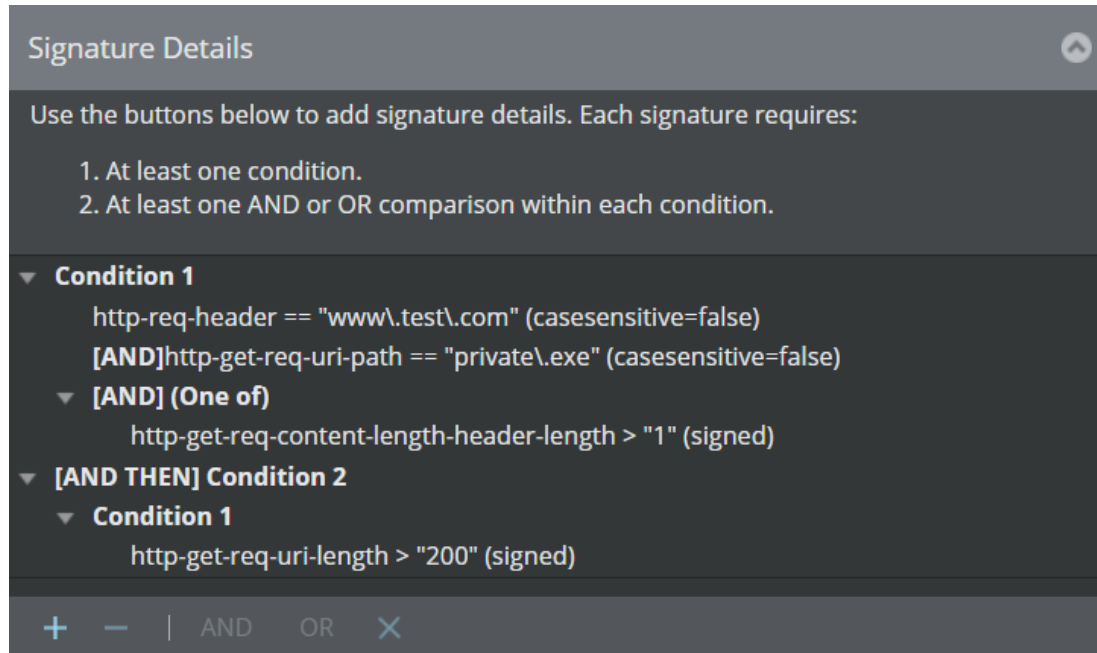 Signature Details
Use the buttons below to add signature details. Each signature requires:
1. At least one condition.
2. At least one AND or OR comparison within each condition.
Condition 1
http-req-header == "www\.test\.com" (casesensitive=false)
[AND]http-get-req-uri-path == "private\.exe" (casesensitive=false)
[AND] (One of)
http-get-req-content-length-header-length > "1" (signed)
[AND THEN] Condition 2
Condition 1
http-get-req-uri-length > "200" (signed)
+ − | AND OR ×